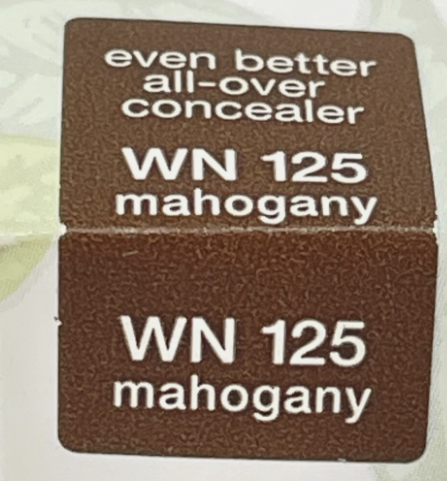 even better
all-over
concealer
WN 125
mahogany
WN 125
mahogany